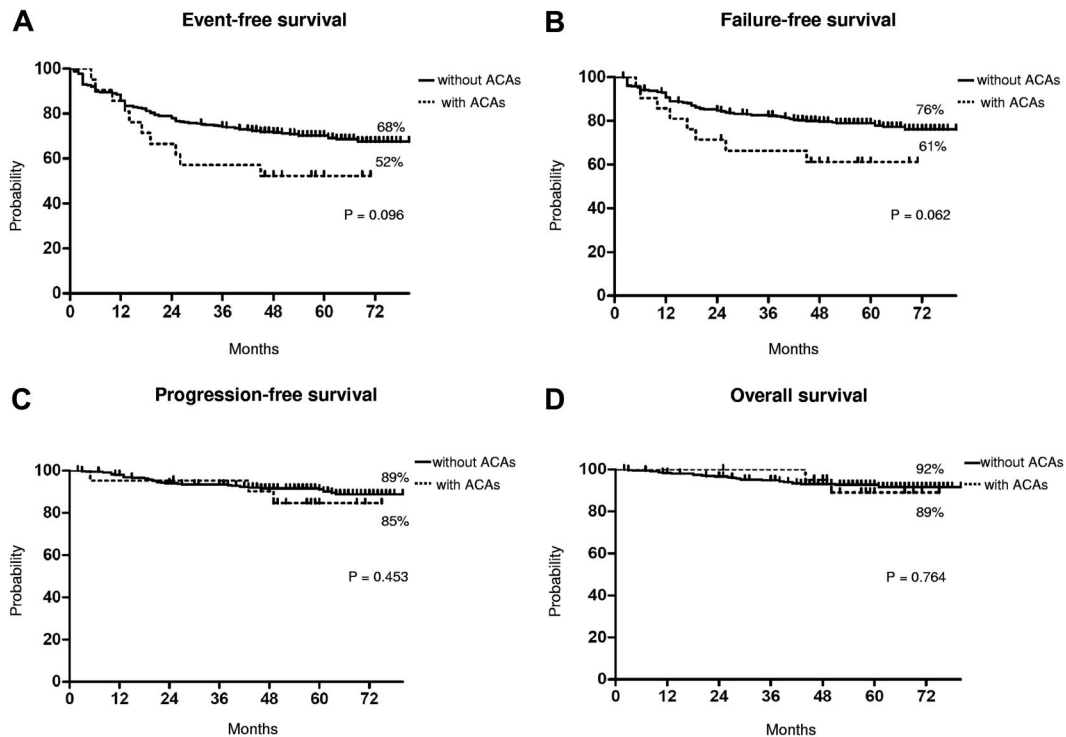 A
Event-free survival
100
80
60
40
20
0
0 12 24 36 48 60 72
Probability
Months
without ACAs
with ACAs
68%
52%
P = 0.096
B
Failure-free survival
100
80
60
40
20
0
0 12 24 36 48 60 72
Probability
Months
without ACAs
with ACAs
76%
61%
P = 0.062
C
Progression-free survival
100
80
60
40
20
0
0 12 24 36 48 60 72
Probability
Months
without ACAs
with ACAs
89%
85%
P = 0.453
D
Overall survival
100
80
60
40
20
0
0 12 24 36 48 60 72
Probability
Months
without ACAs
with ACAs
92%
89%
P = 0.764